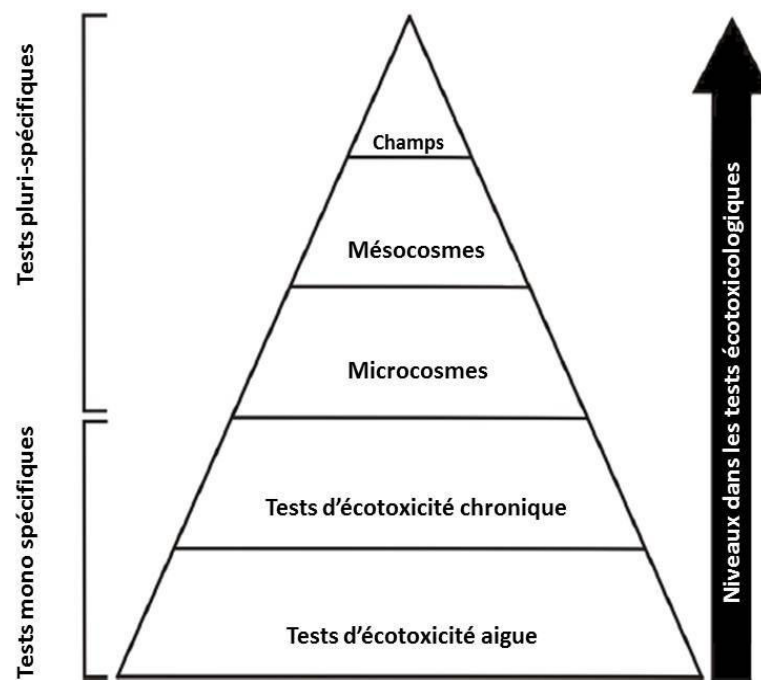 Tests pluri-spécifiques
Champs
Mésocosmes
Microcosmes
Tests mono spécifiques
Tests d’écotoxicité chronique
Tests d’écotoxicité aigue
Niveaux dans les tests écotoxicologiques